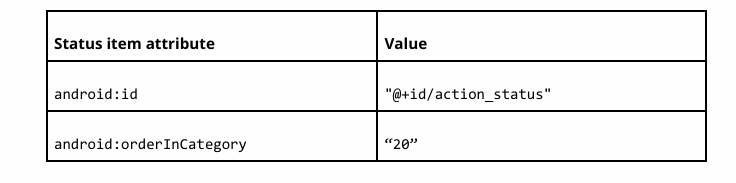 Status item attribute Value
android:id "@+id/action_status"
android:orderInCategory “20”